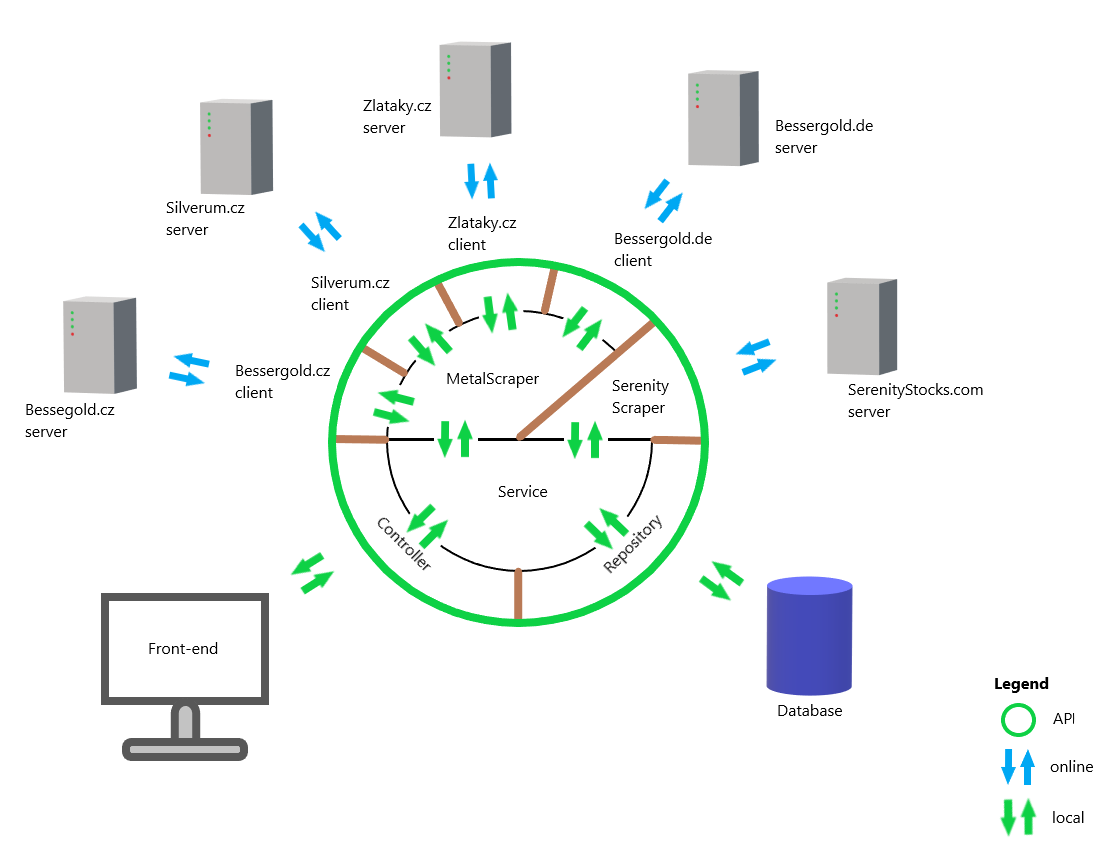 Zlataky.cz
server
Bessergold.de
server
Silverum.cz
server
Zlataky.cz
client
Bessergold.de
client
Silverum.cz
client
Bessergold.cz
client
MetalScraper
Serenity
Scraper
SerenityStocks.com
server
Bessegold.cz
server
Service
Controller
Repository
Front-end
Database
Legend
API
online
local